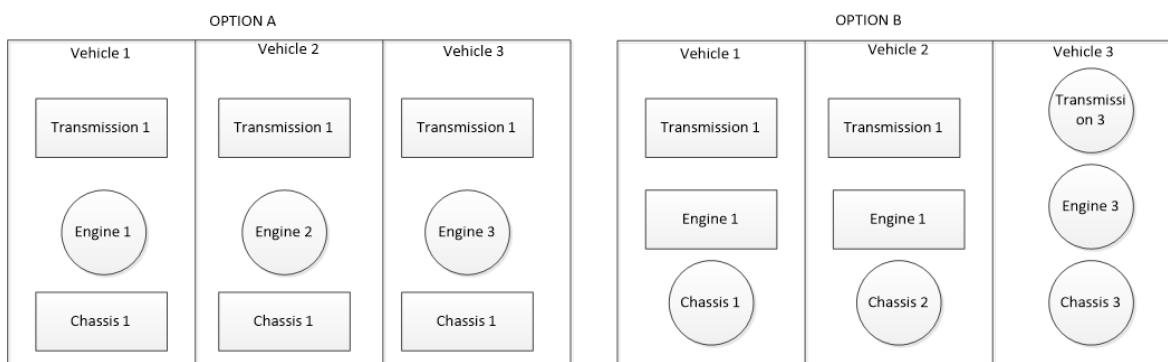 OPTION A
OPTION B
Vehicle 1
Vehicle 2
Vehicle 3
Transmission 1
Transmission 1
Transmission 1
Engine 1
Engine 2
Engine 3
Chassis 1
Chassis 1
Chassis 1
Vehicle 1
Vehicle 2
Vehicle 3
Transmission 1
Transmission 1
Transmissi
on 3
Engine 1
Engine 1
Engine 3
Chassis 1
Chassis 2
Chassis 3